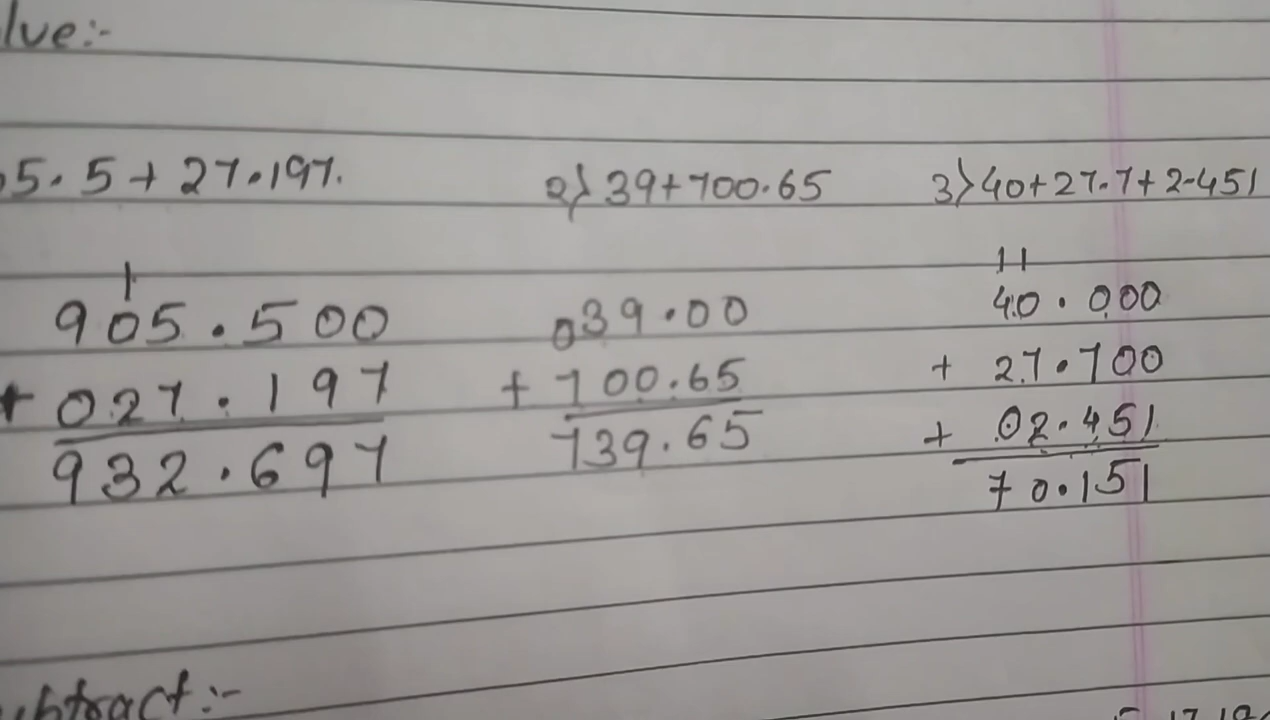 lve:-
5.5 + 27.197. 2) 39+700.65 3) 40+27.7+2.451
1 11
905.500 039.00 40.000
+ 027.197 + 700.65 + 27.700
932.697 739.65 + 02.451
70.151
ubtract:-